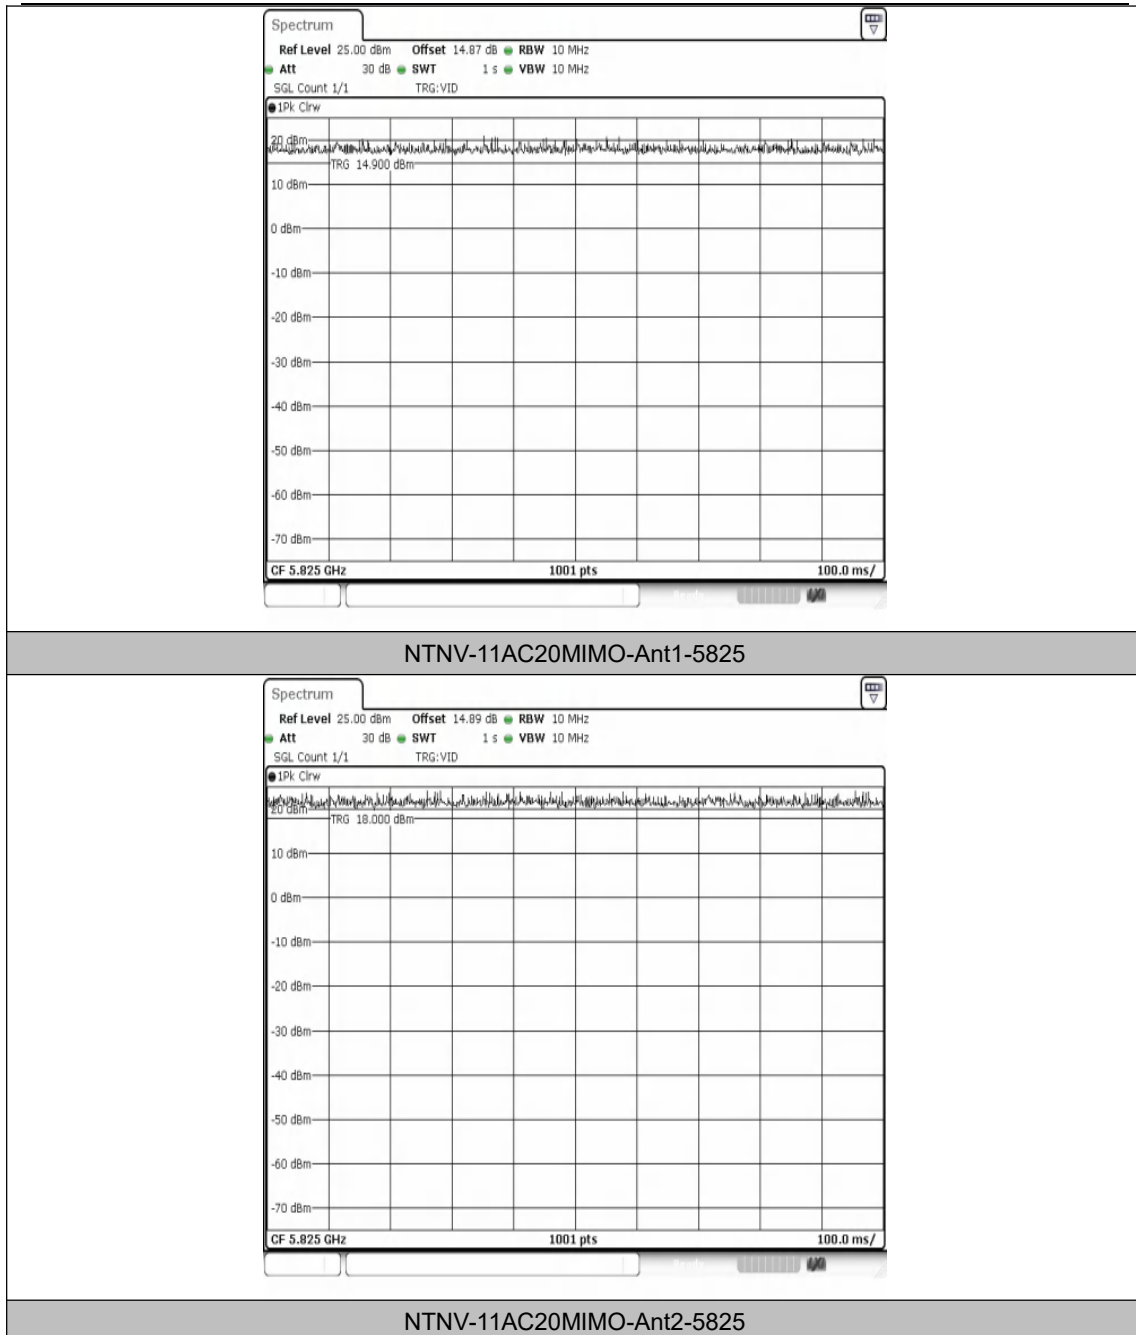 Spectrum
Ref Level 25.00 dBm Offset 14.87 dB RBW 10 MHz
Att 30 dB SWT 1 s VBW 10 MHz
SGL Count 1/1 TRG:VID
1Pk Clrw
20 dBm
TRG 14.900 dBm
10 dBm
0 dBm
-10 dBm
-20 dBm
-30 dBm
-40 dBm
-50 dBm
-60 dBm
-70 dBm
CF 5.825 GHz 1001 pts 100.0 ms/
Ready
NTNV-11AC20MIMO-Ant1-5825
Spectrum
Ref Level 25.00 dBm Offset 14.89 dB RBW 10 MHz
Att 30 dB SWT 1 s VBW 10 MHz
SGL Count 1/1 TRG:VID
1Pk Clrw
20 dBm
TRG 18.000 dBm
10 dBm
0 dBm
-10 dBm
-20 dBm
-30 dBm
-40 dBm
-50 dBm
-60 dBm
-70 dBm
CF 5.825 GHz 1001 pts 100.0 ms/
Ready
NTNV-11AC20MIMO-Ant2-5825